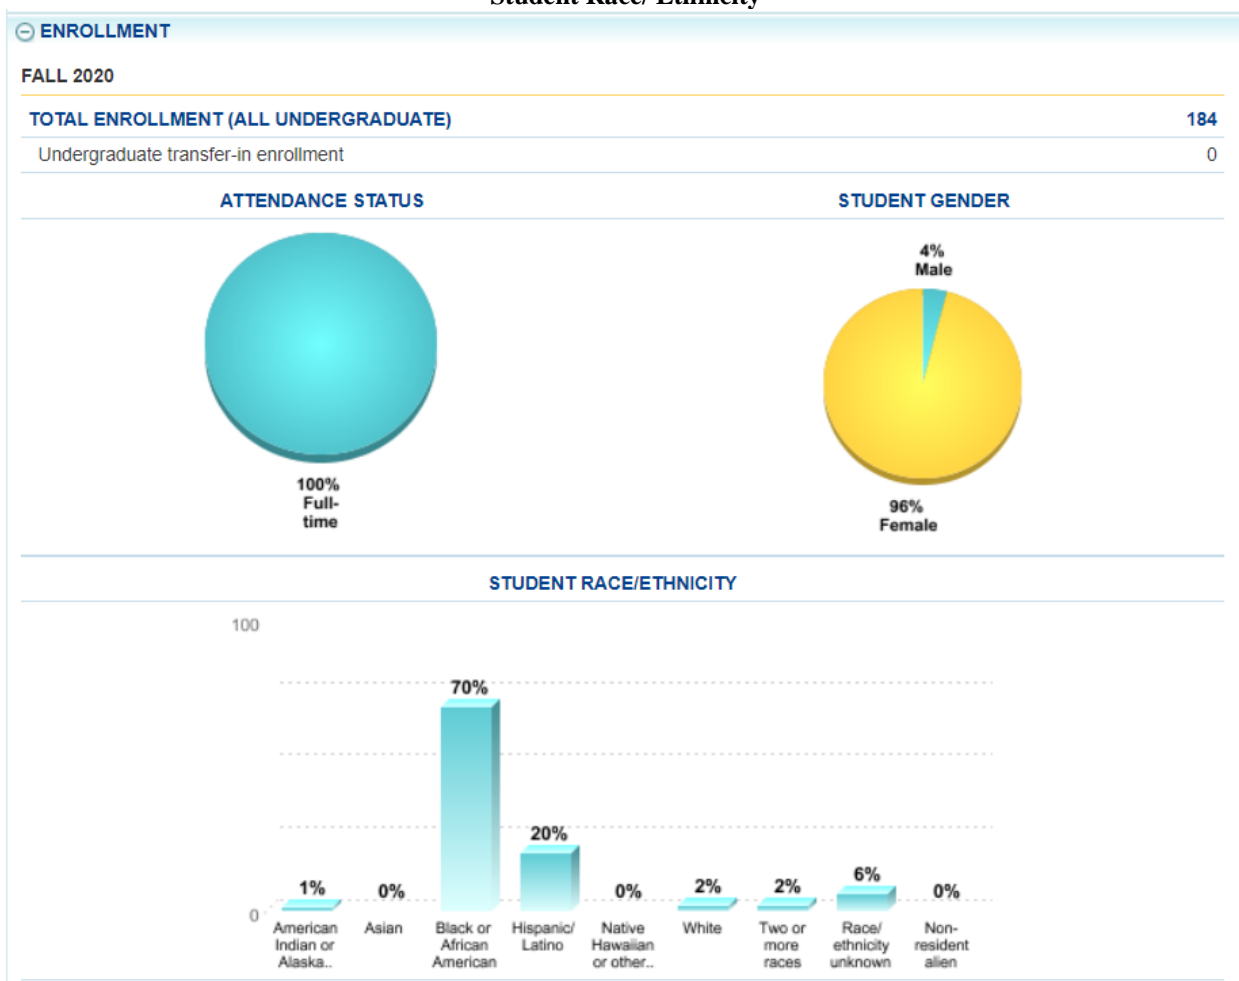 Student Race/ Ethnicity
ENROLLMENT
FALL 2020
TOTAL ENROLLMENT (ALL UNDERGRADUATE) 184
Undergraduate transfer-in enrollment 0
ATTENDANCE STATUS
STUDENT GENDER
4%
Male
100%
Full-
time
96%
Female
STUDENT RACE/ETHNICITY
100
70%
20%
1%
0%
0%
2%
2%
6%
0%
0
American
Indian or
Alaska..
Asian
Black or
African
American
Hispanic/
Latino
Native
Hawaiian
or other..
White
Two or
more
races
Race/
ethnicity
unknown
Non-
resident
alien